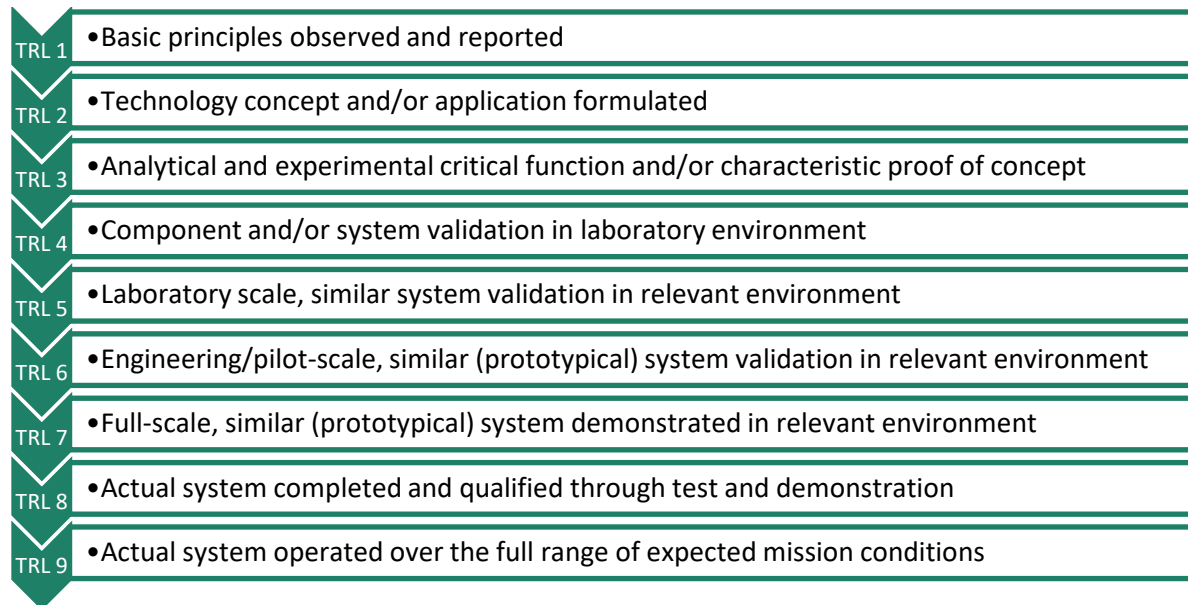 TRL 1
•Basic principles observed and reported
TRL 2
•Technology concept and/or application formulated
TRL 3
•Analytical and experimental critical function and/or characteristic proof of concept
TRL 4
•Component and/or system validation in laboratory environment
TRL 5
•Laboratory scale, similar system validation in relevant environment
TRL 6
•Engineering/pilot-scale, similar (prototypical) system validation in relevant environment
TRL 7
•Full-scale, similar (prototypical) system demonstrated in relevant environment
TRL 8
•Actual system completed and qualified through test and demonstration
TRL 9
•Actual system operated over the full range of expected mission conditions